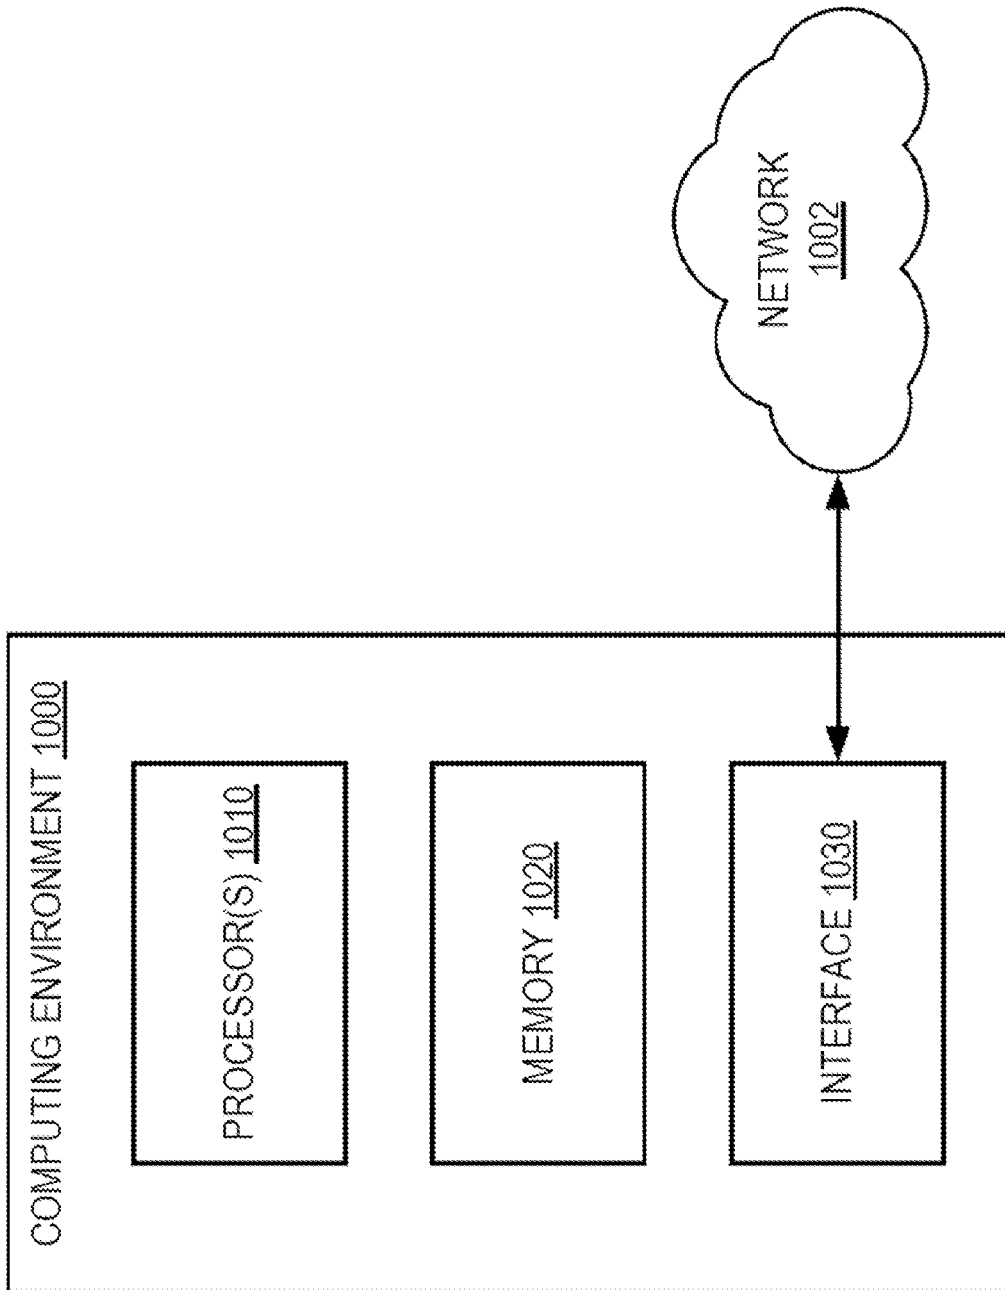 COMPUTING ENVIRONMENT 1000
PROCESSOR(S) 1010
MEMORY 1020
INTERFACE 1030
NETWORK
1002